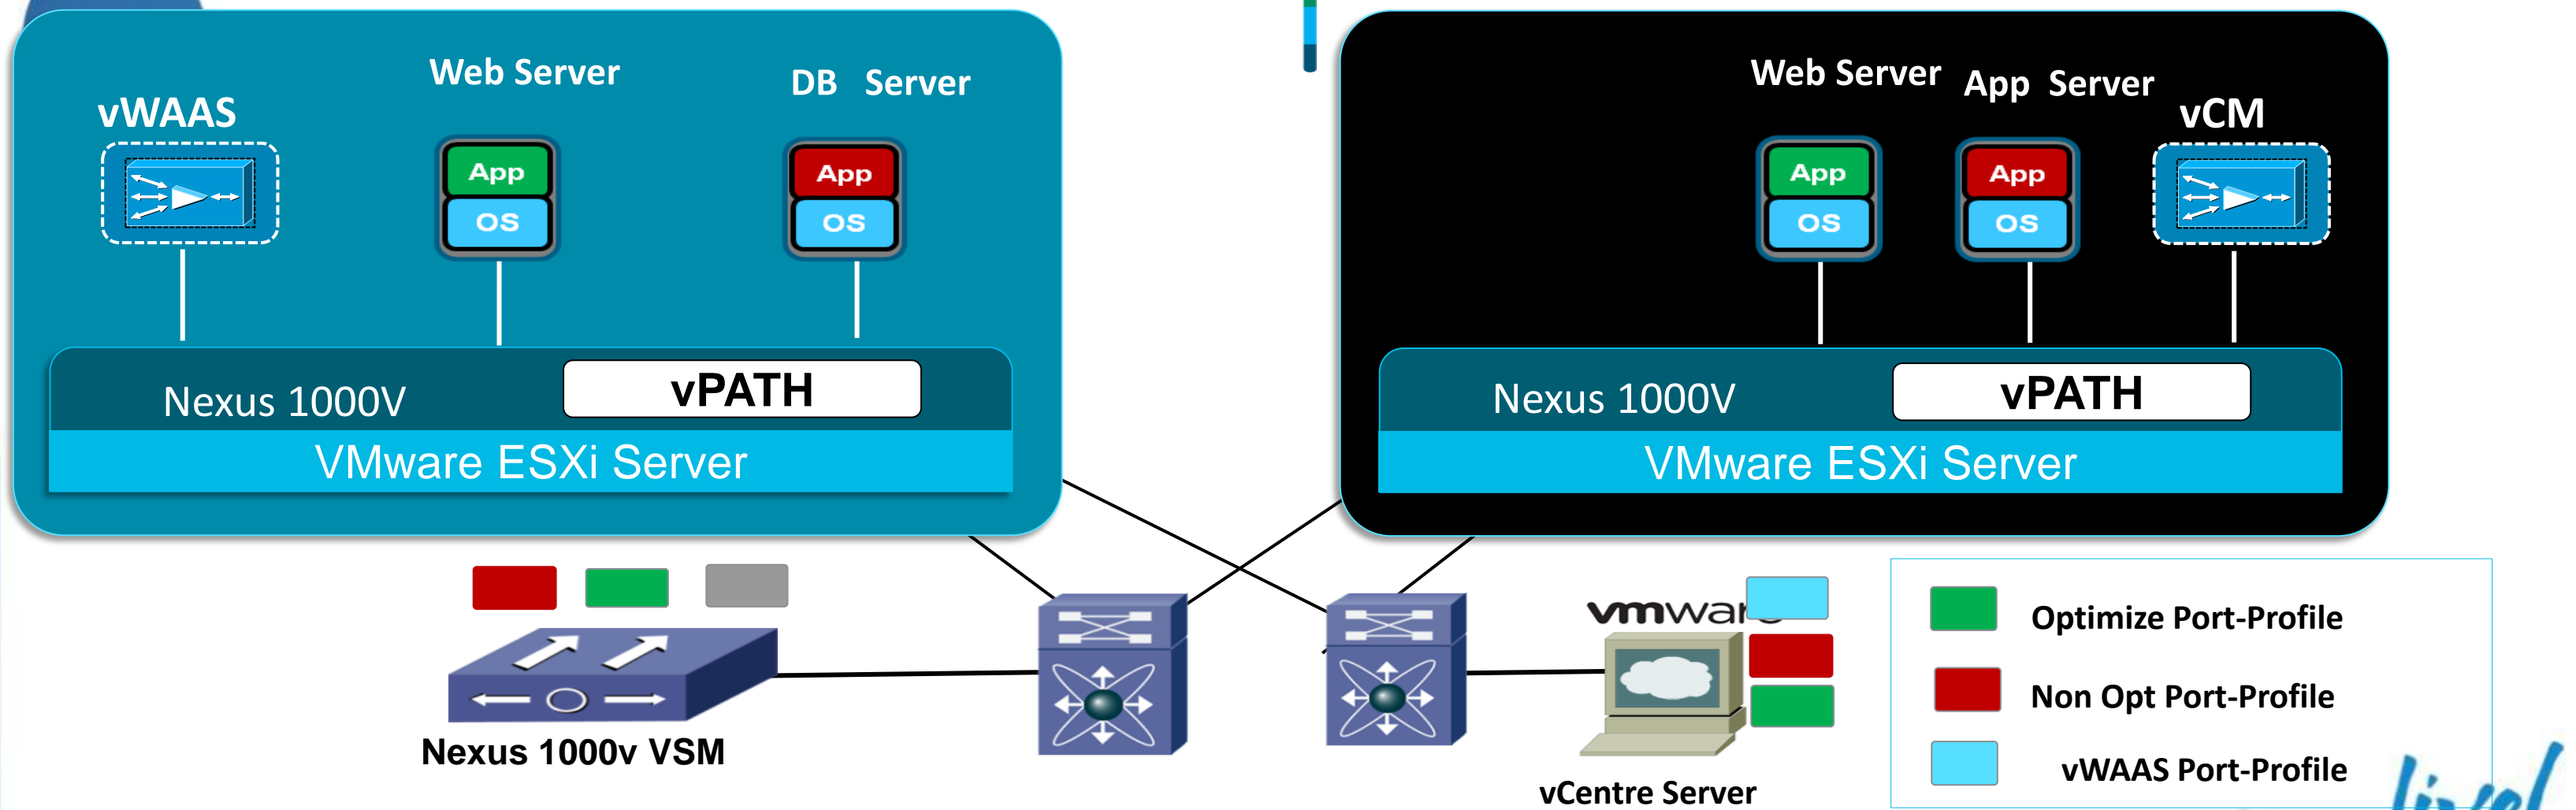 Web Server
DB Server
vWAAS
App
OS
App
OS
Nexus 1000V
vPATH
VMware ESXi Server
Web Server
App Server
vCM
App
OS
App
OS
Nexus 1000V
vPATH
VMware ESXi Server
Nexus 1000v VSM
vmware
vCentre Server
Optimize Port-Profile
Non Opt Port-Profile
vWAAS Port-Profile